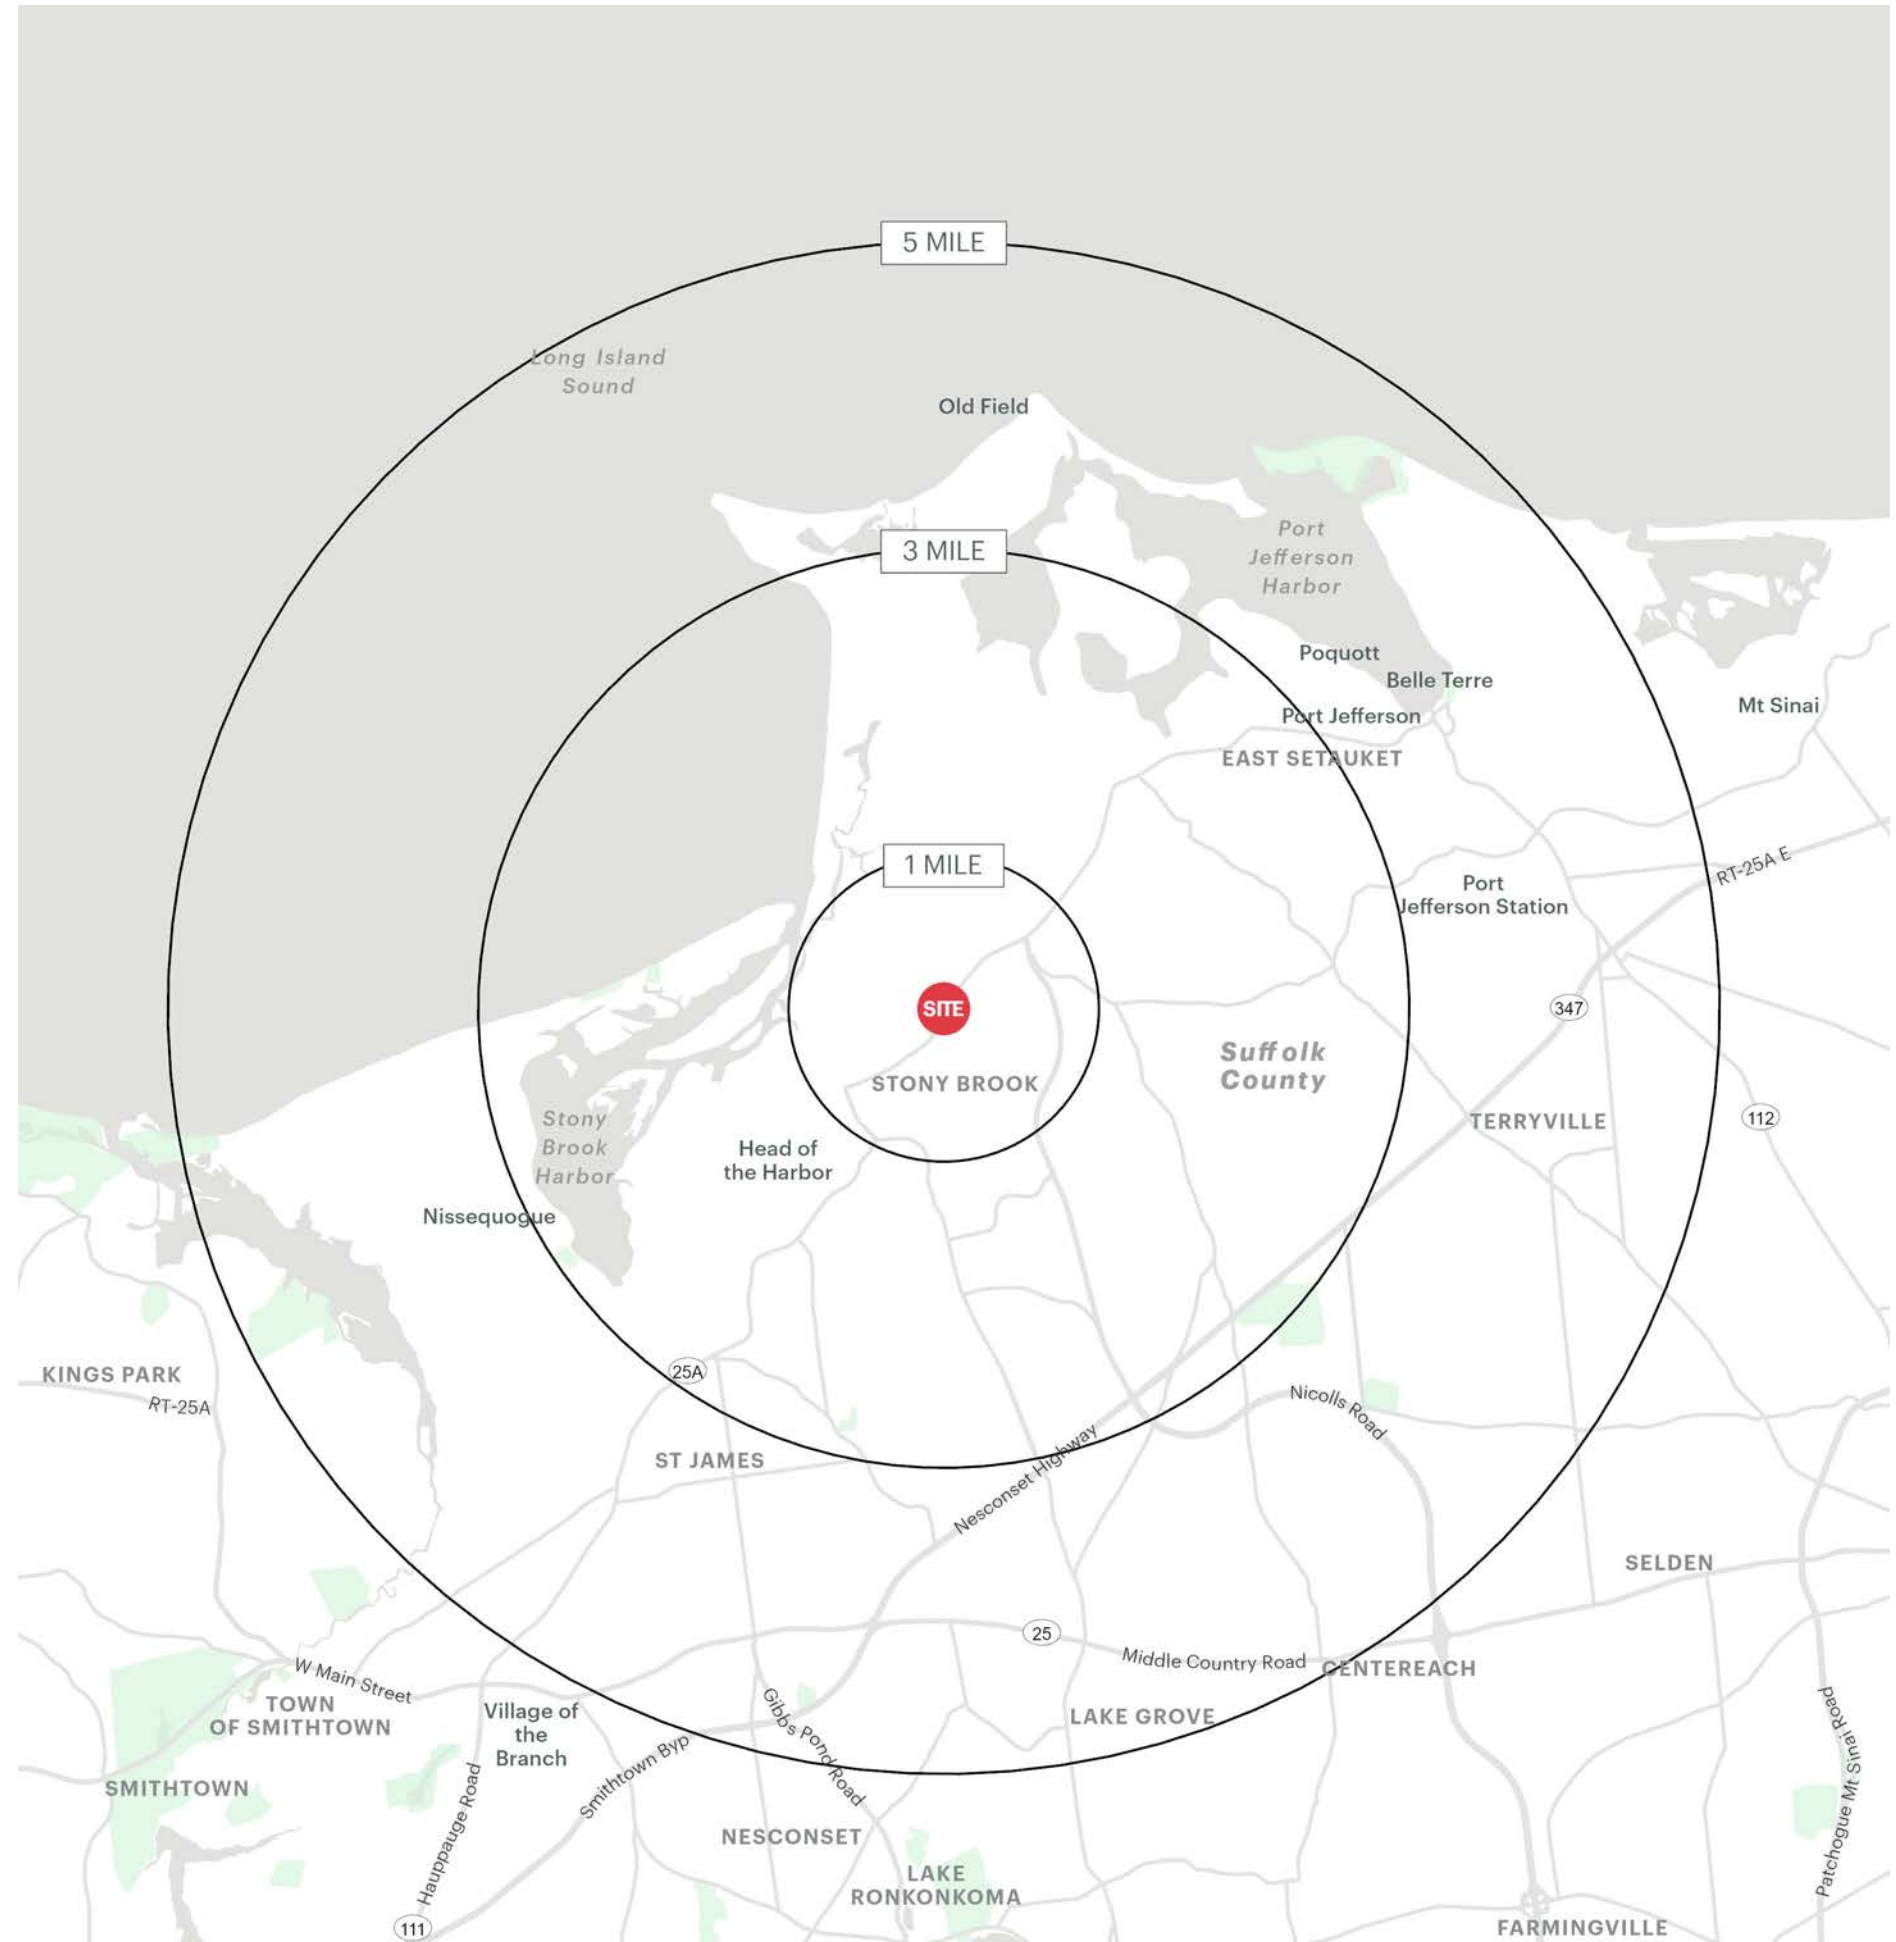 5 MILE
Long Island
Sound
Old Field
Port
Jefferson
Harbor
3 MILE
Poquott
Belle Terre
Mt Sinai
Port Jefferson
EAST SETAUKET
1 MILE
RT-25A E
Port
Jefferson Station
SITE
347
Suffolk
County
STONY BROOK
Stony
Brook
Harbor
TERRYVILLE
112
Head of
the Harbor
Nissequogue
25A
KINGS PARK
RT-25A
Nicolls Road
ST JAMES
Nesconset Highway
SELDEN
25
Middle Country Road
CENTEREACH
W Main Street
TOWN
OF SMITHTOWN
Village of
the
Branch
Gibbs Pond Road
LAKE GROVE
Smithtown Byp
SMITHTOWN
Hauppauge Road
Patchogue Mt Sinai Road
NESCONSET
LAKE
RONKONKOMA
111
FARMINGVILLE